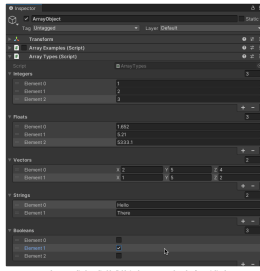 Inspector
ArrayObject
Static
Tag Untagged Layer Default
Transform
Array Examples (Script)
Array Types (Script)
Script ArrayTypes
Integers 3
Element 0 1
Element 1 2
Element 2 3
Floats 3
Element 0 1.652
Element 1 5.21
Element 2 5233.1
Vectors 2
Element 0 X 2 Y 5 Z 4
Element 1 X 1 Y 5 Z 2
Strings 2
Element 0 Hello
Element 1 There
Booleans 3
Element 0
Element 1
Element 2